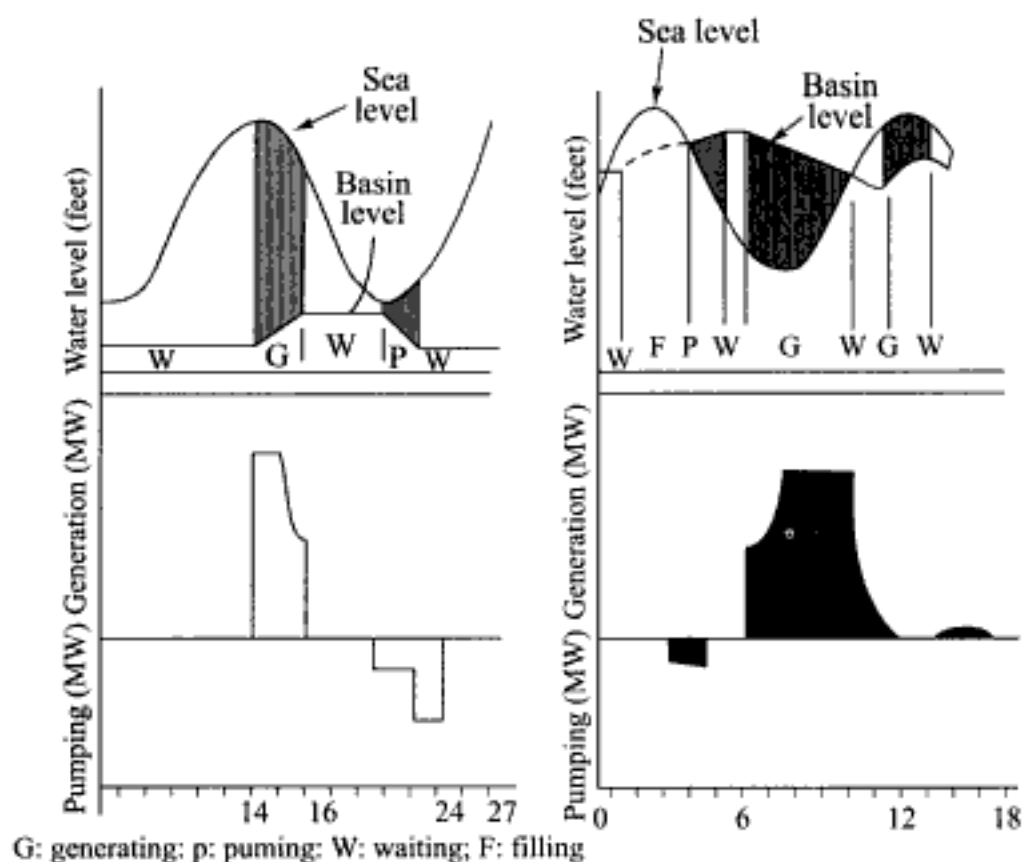 Sea level
Sea
level
Basin
level
Basin
level
Water level (feet)
W
G
W
P
W
Water level (feet)
W
F
P
W
G
W
G
W
Pumping (MW) Generation (MW)
Pumping (MW) Generation (MW)
14 16 24 27
0 6 12 18
G: generating; p: puming: W: waiting; F: filling